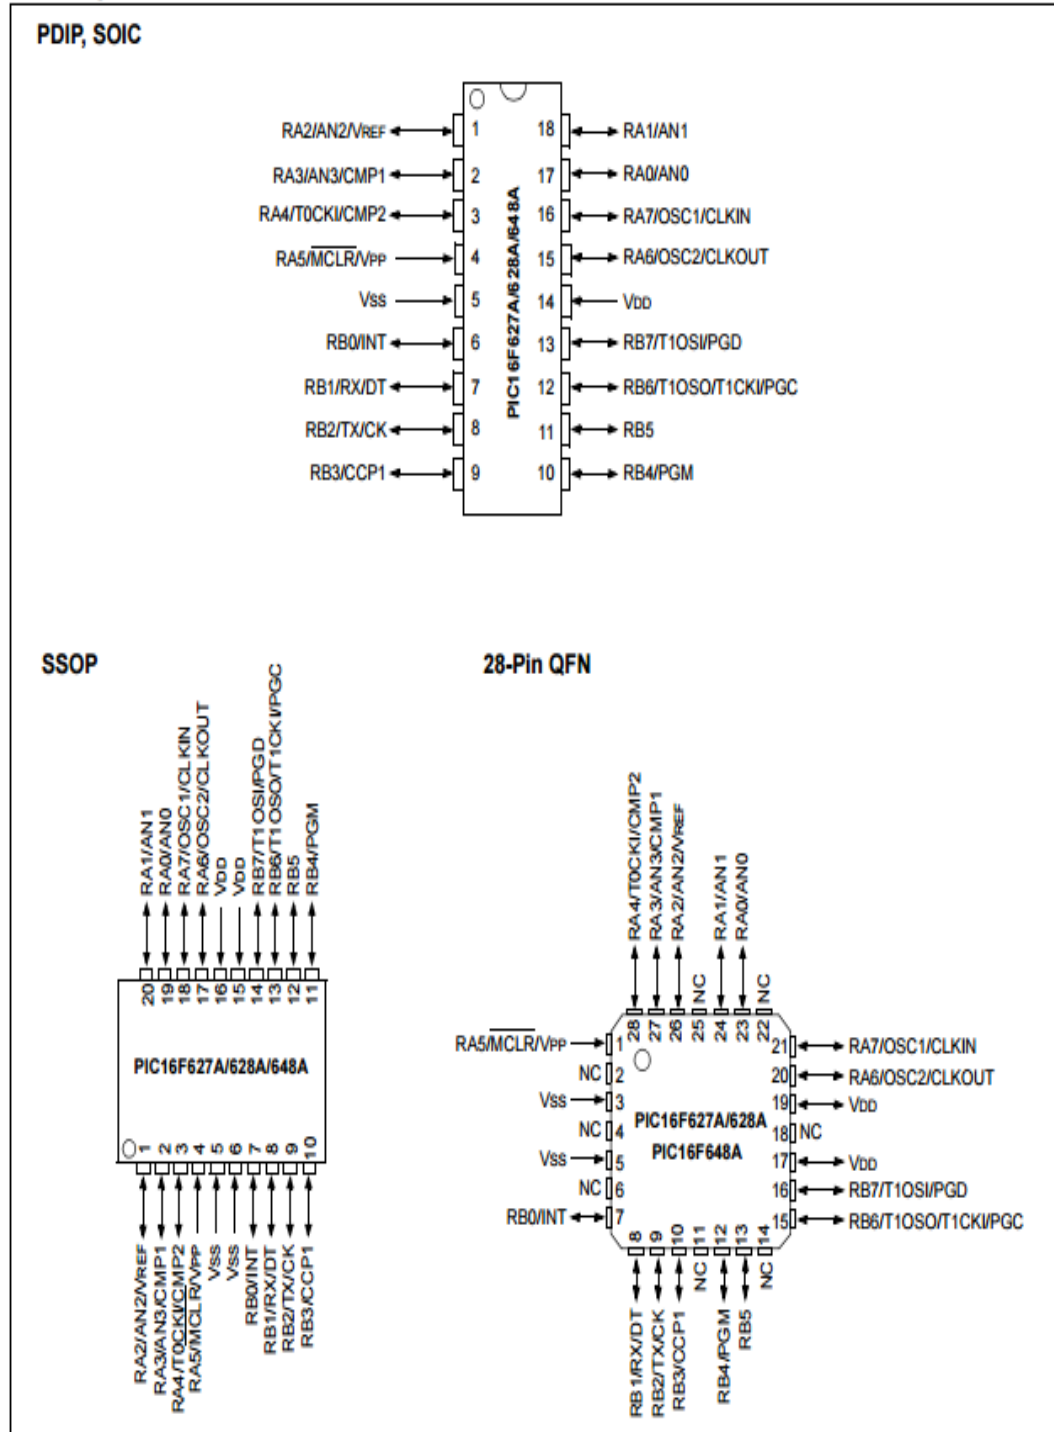 PDIP, SOIC
RA2/AN2/VREF 1 18 RA1/AN1
RA3/AN3/CMP1 2 17 RA0/AN0
RA4/T0CKI/CMP2 3 16 RA7/OSC1/CLKIN
RA5/MCLR/VPP 4 15 RA6/OSC2/CLKOUT
VSS 5 14 VDD
RB0/INT 6 13 RB7/T1OSI/PGD
RB1/RX/DT 7 12 RB6/T1OSO/T1CKI/PGC
RB2/TX/CK 8 11 RB5
RB3/CCP1 9 10 RB4/PGM
PIC16F627A/628A/648A
SSOP
RA1/AN1
RA0/AN0
RA7/OSC1/CLKIN
RA6/OSC2/CLKOUT
VDD
VDD
RB7/T1OSI/PGD
RB6/T1OSO/T1CKI/PGC
RB5
RB4/PGM
20 19 18 17 16 15 14 13 12 11
PIC16F627A/628A/648A
1 2 3 4 5 6 7 8 9 10
RA2/AN2/VREF
RA3/AN3/CMP1
RA4/T0CKI/CMP2
RA5/MCLR/VPP
VSS
VSS
RB0/INT
RB1/RX/DT
RB2/TX/CK
RB3/CCP1
28-Pin QFN
RA4/T0CKI/CMP2
RA3/AN3/CMP1
RA2/AN2/VREF
NC
RA1/AN1
RA0/AN0
NC
28 27 26 25 24 23 22
RA5/MCLR/VPP 1 21 RA7/OSC1/CLKIN
NC 2 20 RA6/OSC2/CLKOUT
VSS 3 19 VDD
NC 4 18 NC
VSS 5 17 VDD
NC 6 16 RB7/T1OSI/PGD
RB0/INT 7 15 RB6/T1OSO/T1CKI/PGC
PIC16F627A/628A
PIC16F648A
8 9 10 11 12 13 14
RB1/RX/DT
RB2/TX/CK
RB3/CCP1
NC
RB4/PGM
RB5
NC